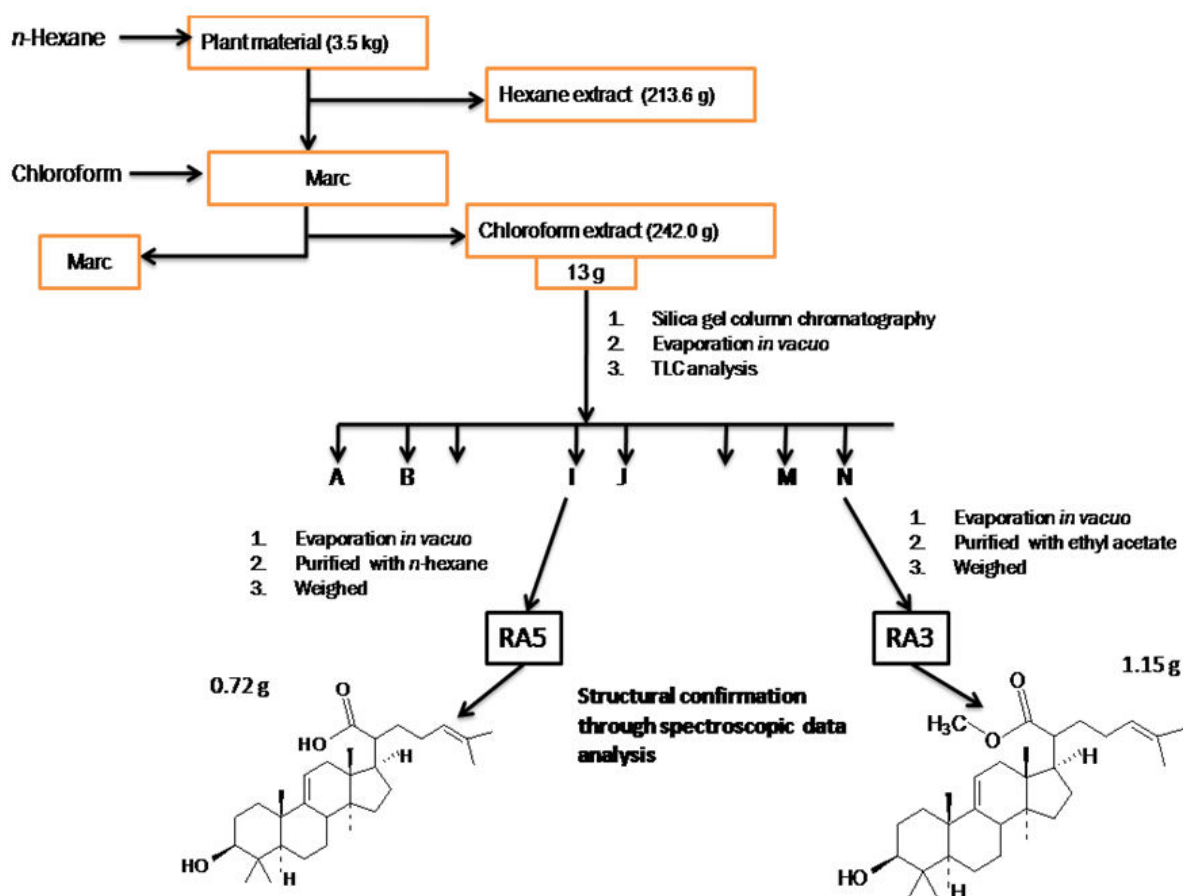 n-Hexane
Plant material (3.5 kg)
Hexane extract (213.6 g)
Chloroform
Marc
Chloroform extract (242.0 g)
Marc
13 g
1. Silica gel column chromatography
2. Evaporation in vacuo
3. TLC analysis
A B I J M N
1. Evaporation in vacuo
2. Purified with n-hexane
3. Weighed
1. Evaporation in vacuo
2. Purified with ethyl acetate
3. Weighed
RA5
RA3
0.72 g
1.15 g
Structural confirmation
through spectroscopic data
analysis
O
HO
H
HO
H
O
H₃C
O
H
HO
H